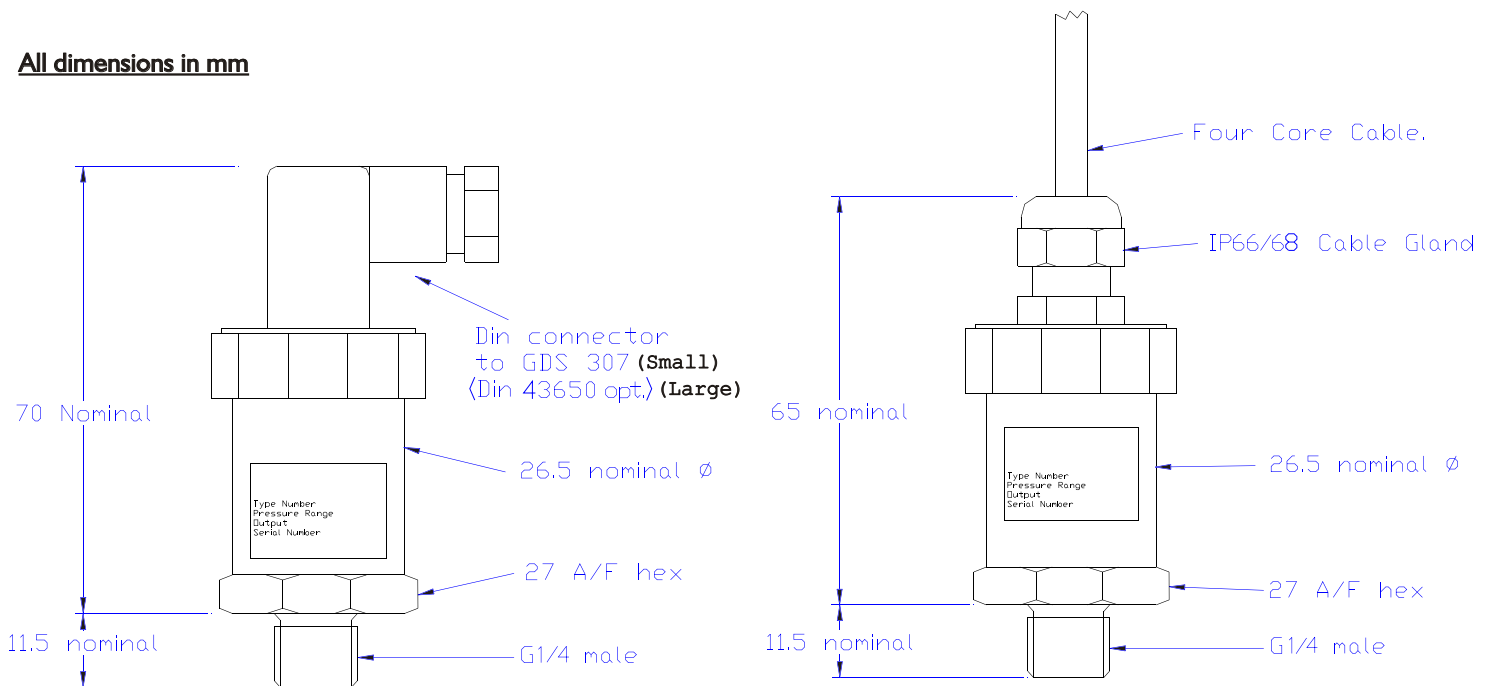 All dimensions in mm
Din connector
to GDS 307 (Small)
(Din 43650 opt.) (Large)
70 Nominal
26.5 nominal Ø
Type Number
Pressure Range
Output
Serial Number
27 A/F hex
11.5 nominal
G1/4 male
Four Core Cable.
IP66/68 Cable Gland
65 nominal
26.5 nominal Ø
Type Number
Pressure Range
Output
Serial Number
27 A/F hex
11.5 nominal
G1/4 male